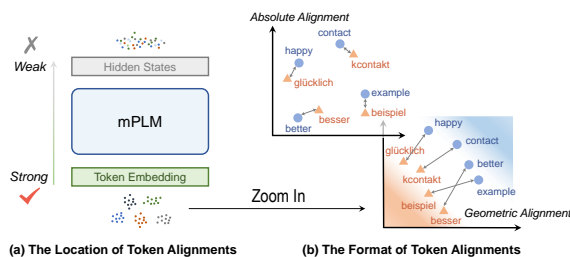 Absolute Alignment
contact
happy
kcontakt
glücklich
example
better
besser
beispiel
Weak
Hidden States
mPLM
Strong
Token Embedding
Zoom In
happy
contact
glücklich
better
kcontakt
example
beispiel
besser
Geometric Alignment
(a) The Location of Token Alignments
(b) The Format of Token Alignments